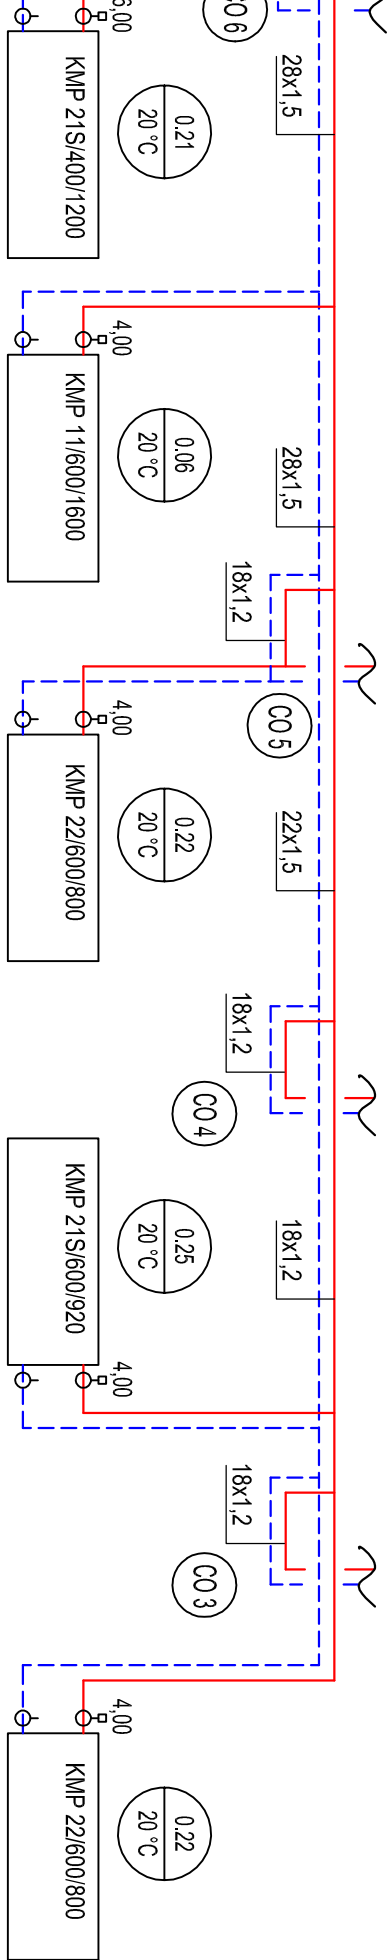 6,00
CO 6
28x1,5
0.21
20 °C
KMP 21S/400/1200
4,00
28x1,5
0.06
20 °C
KMP 11/600/1600
18x1,2
CO 5
4,00
22x1,5
0.22
20 °C
KMP 22/600/800
18x1,2
CO 4
18x1,2
0.25
20 °C
KMP 21S/600/920
4,00
18x1,2
CO 3
4,00
0.22
20 °C
KMP 22/600/800